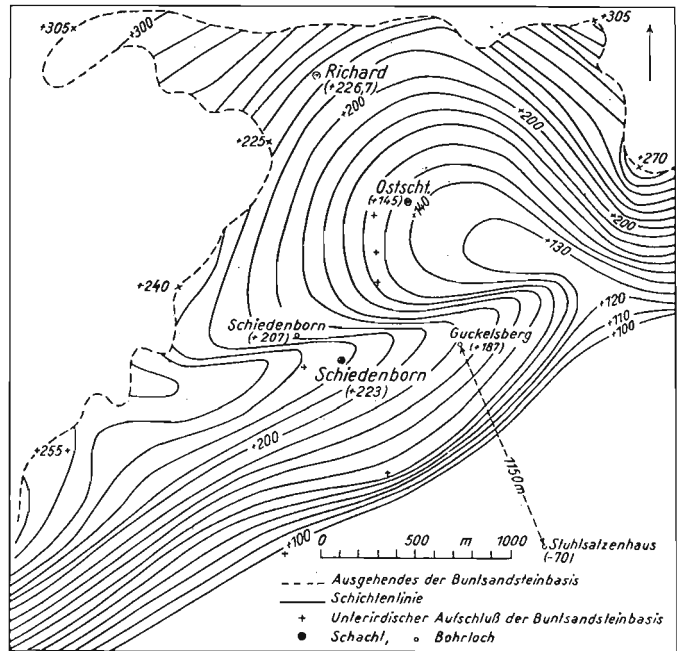 +305
+300
+305
Richard
(+226,7)
+200
+200
+225
+270
Ostscht.
(+145)
+140
+200
+130
+240
+120
+110
+100
Schiedenborn
(+207)
Guckelsberg
(+187)
Schiedenborn
(+223)
+200
+255
1150m
+100
0 500 m 1000
Stuhlsatzenhaus
(-70)
Ausgehendes der Buntsandsteinbasis
Schichtenlinie
+ Unterirdischer Aufschluß der Buntsandsteinbasis
Schacht, Bohrloch